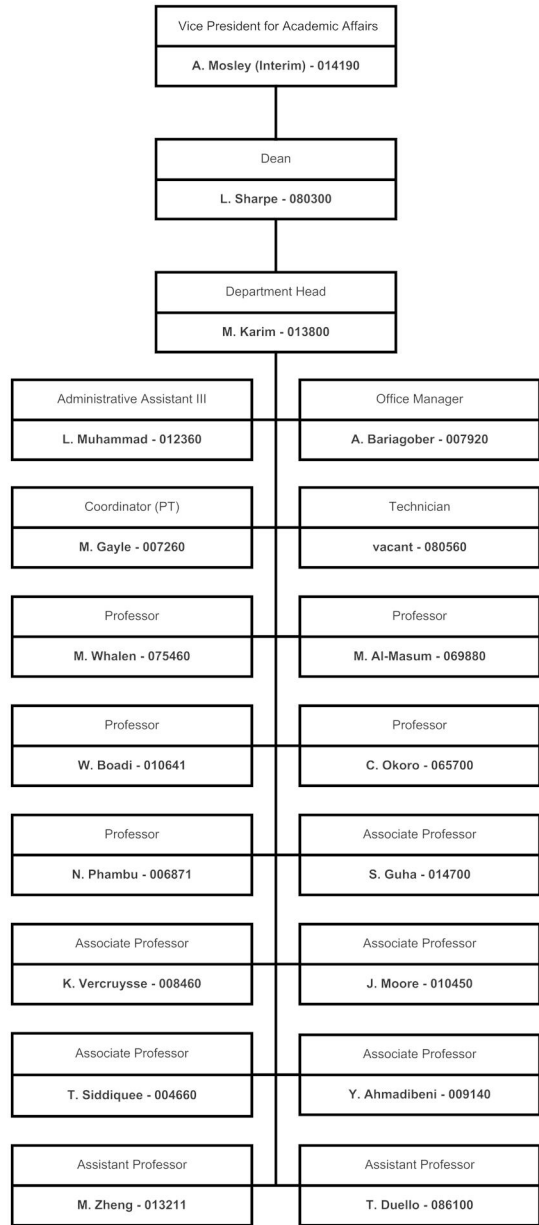 Vice President for Academic Affairs
A. Mosley (Interim) - 014190
Dean
L. Sharpe - 080300
Department Head
M. Karim - 013800
Administrative Assistant III
L. Muhammad - 012360
Office Manager
A. Bariagober - 007920
Coordinator (PT)
M. Gayle - 007260
Technician
vacant - 080560
Professor
M. Whalen - 075460
Professor
M. Al-Masum - 069880
Professor
W. Boadi - 010641
Professor
C. Okoro - 065700
Professor
N. Phambu - 006871
Associate Professor
S. Guha - 014700
Associate Professor
K. Vercruysse - 008460
Associate Professor
J. Moore - 010450
Associate Professor
T. Siddiquee - 004660
Associate Professor
Y. Ahmadibeni - 009140
Assistant Professor
M. Zheng - 013211
Assistant Professor
T. Duello - 086100